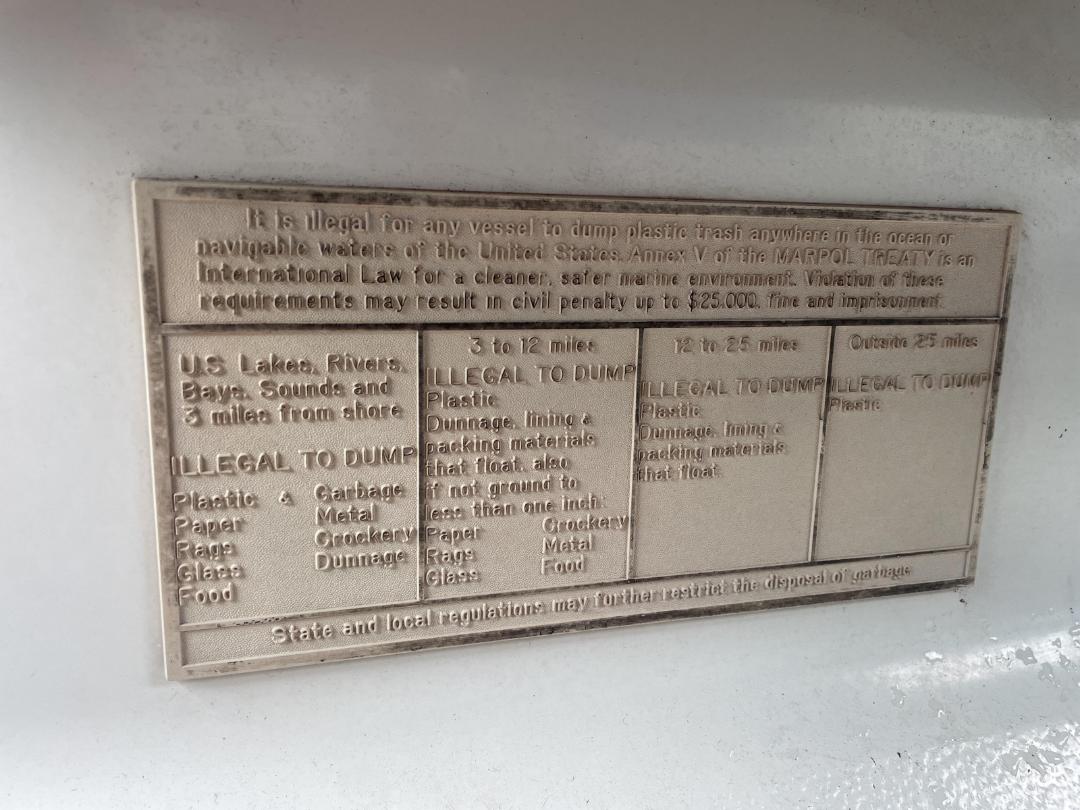 It is illegal for any vessel to dump plastic trash anywhere in the ocean or
navigable waters of the United States. Annex V of the MARPOL TREATY is an
International Law for a cleaner, safer marine environment. Violation of these
requirements may result in civil penalty up to $25,000, fine and imprisonment.
U.S Lakes, Rivers,
Bays, Sounds and
3 miles from shore
ILLEGAL TO DUMP
Plastic & Garbage
Paper Metal
Rags Crockery
Glass Dunnage
Food
3 to 12 miles
ILLEGAL TO DUMP
Plastic
Dunnage, lining &
packing materials
that float, also
if not ground to
less than one inch:
Paper Crockery
Rags Metal
Glass Food
12 to 25 miles
ILLEGAL TO DUMP
Plastic
Dunnage, lining &
packing materials
that float.
Outside 25 miles
ILLEGAL TO DUMP
Plastic
State and local regulations may further restrict the disposal of garbage